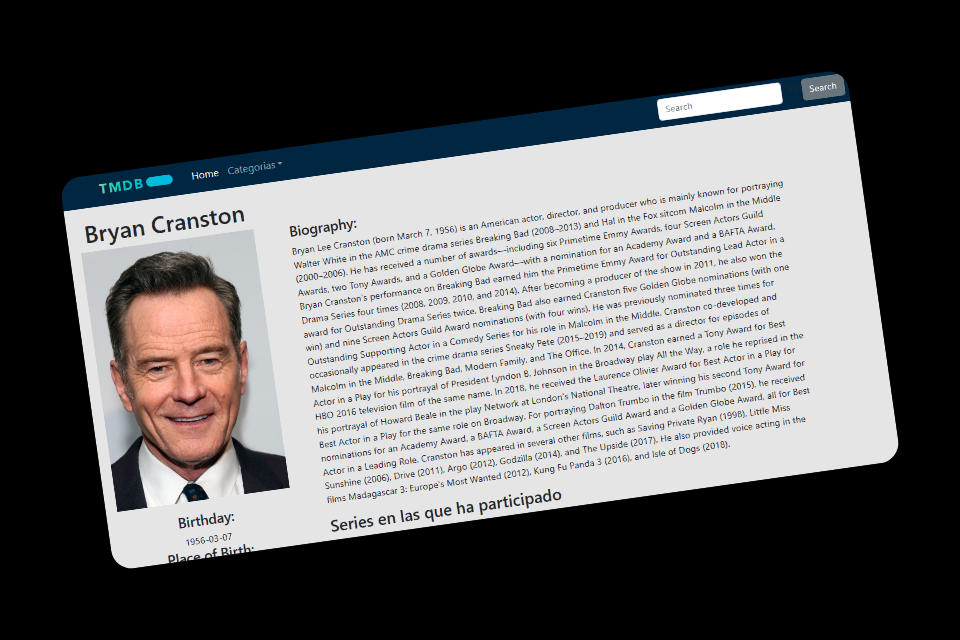 TMDB
Home
Categorias
Search
Search
Bryan Cranston
Birthday:
1956-03-07
Place of Birth:
Biography:
Bryan Lee Cranston (born March 7, 1956) is an American actor, director, and producer who is mainly known for portraying
Walter White in the AMC crime drama series Breaking Bad (2008–2013) and Hal in the Fox sitcom Malcolm in the Middle
(2000–2006). He has received a number of awards—including six Primetime Emmy Awards, four Screen Actors Guild
Awards, two Tony Awards, and a Golden Globe Award—with a nomination for an Academy Award and a BAFTA Award.
Bryan Cranston's performance on Breaking Bad earned him the Primetime Emmy Award for Outstanding Lead Actor in a
Drama Series four times (2008, 2009, 2010, and 2014). After becoming a producer of the show in 2011, he also won the
award for Outstanding Drama Series twice. Breaking Bad also earned Cranston five Golden Globe nominations (with one
win) and nine Screen Actors Guild Award nominations (with four wins). He was previously nominated three times for
Outstanding Supporting Actor in a Comedy Series for his role in Malcolm in the Middle. Cranston co-developed and
occasionally appeared in the crime drama series Sneaky Pete (2015–2019) and served as a director for episodes of
Malcolm in the Middle, Breaking Bad, Modern Family, and The Office. In 2014, Cranston earned a Tony Award for Best
Actor in a Play for his portrayal of President Lyndon B. Johnson in the Broadway play All the Way, a role he reprised in the
HBO 2016 television film of the same name. In 2018, he received the Laurence Olivier Award for Best Actor in a Play for
his portrayal of Howard Beale in the play Network at London's National Theatre, later winning his second Tony Award for
Best Actor in a Play for the same role on Broadway. For portraying Dalton Trumbo in the film Trumbo (2015), he received
nominations for an Academy Award, a BAFTA Award, a Screen Actors Guild Award and a Golden Globe Award, all for Best
Actor in a Leading Role. Cranston has appeared in several other films, such as Saving Private Ryan (1998), Little Miss
Sunshine (2006), Drive (2011), Argo (2012), Godzilla (2014), and The Upside (2017). He also provided voice acting in the
films Madagascar 3: Europe's Most Wanted (2012), Kung Fu Panda 3 (2016), and Isle of Dogs (2018).
Series en las que ha participado